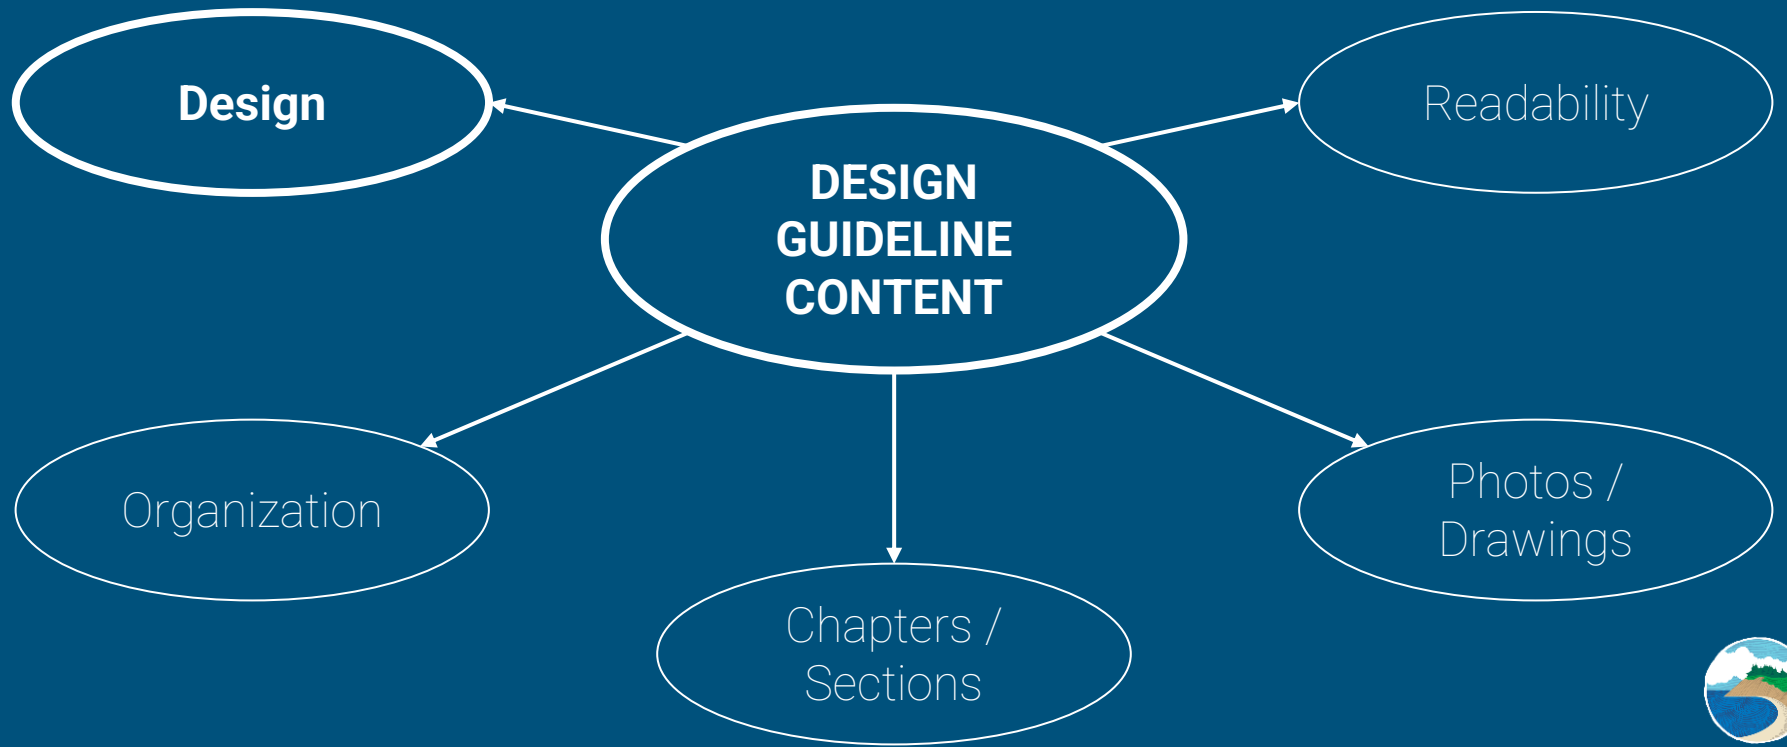 Design
Readability
DESIGN
GUIDELINE
CONTENT
Organization
Photos /
Drawings
Chapters /
Sections